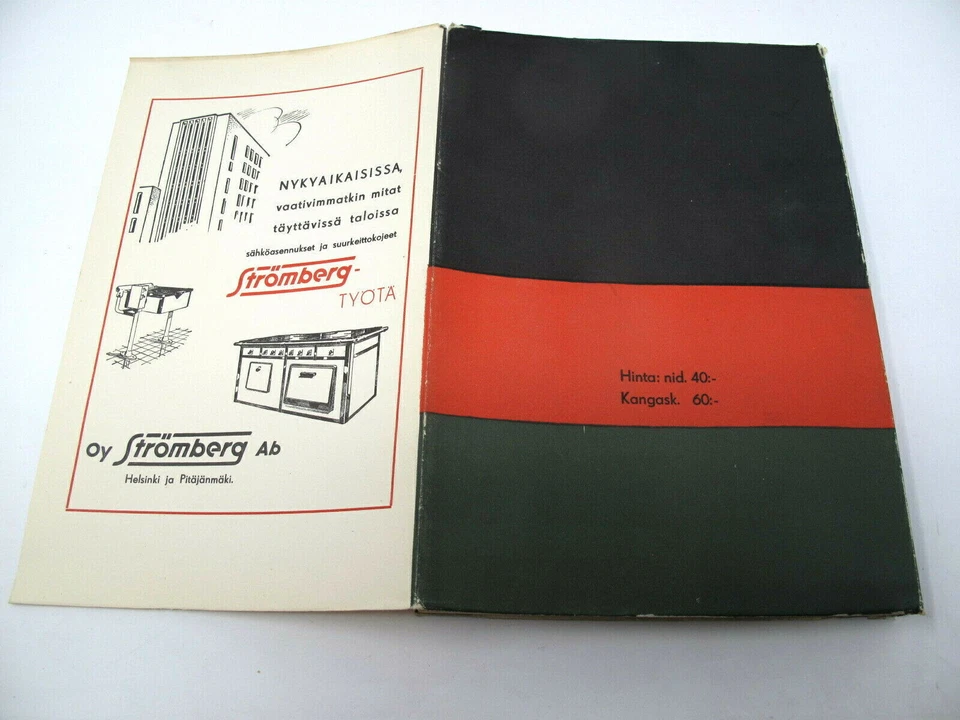 NYKYAIKAISISSA,
vaativimmatkin mitat
täyttävissä taloissa
sähköasennukset ja suurkeittokojeet
Strömberg-
TYÖTÄ
Oy Strömberg Ab
Helsinki ja Pitäjänmäki.
Hinta: nid. 40:-
Kangask. 60:-